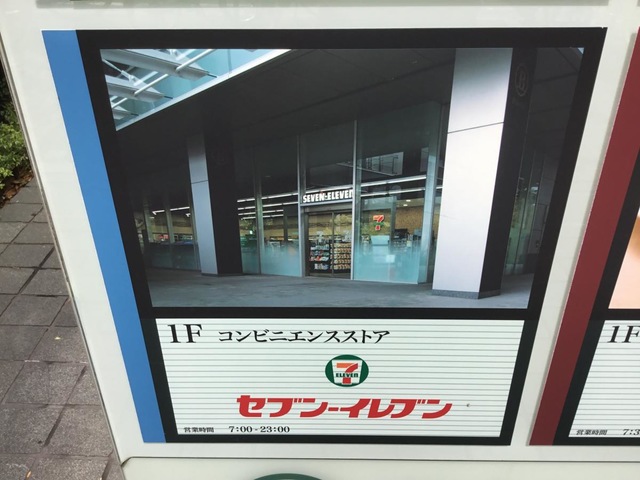 SEVEN-ELEVEN
7
1F コンビニエンスストア
7
ELEVEN
セブン-イレブン
営業時間 7:00-23:00
1F
営業時間 7:3